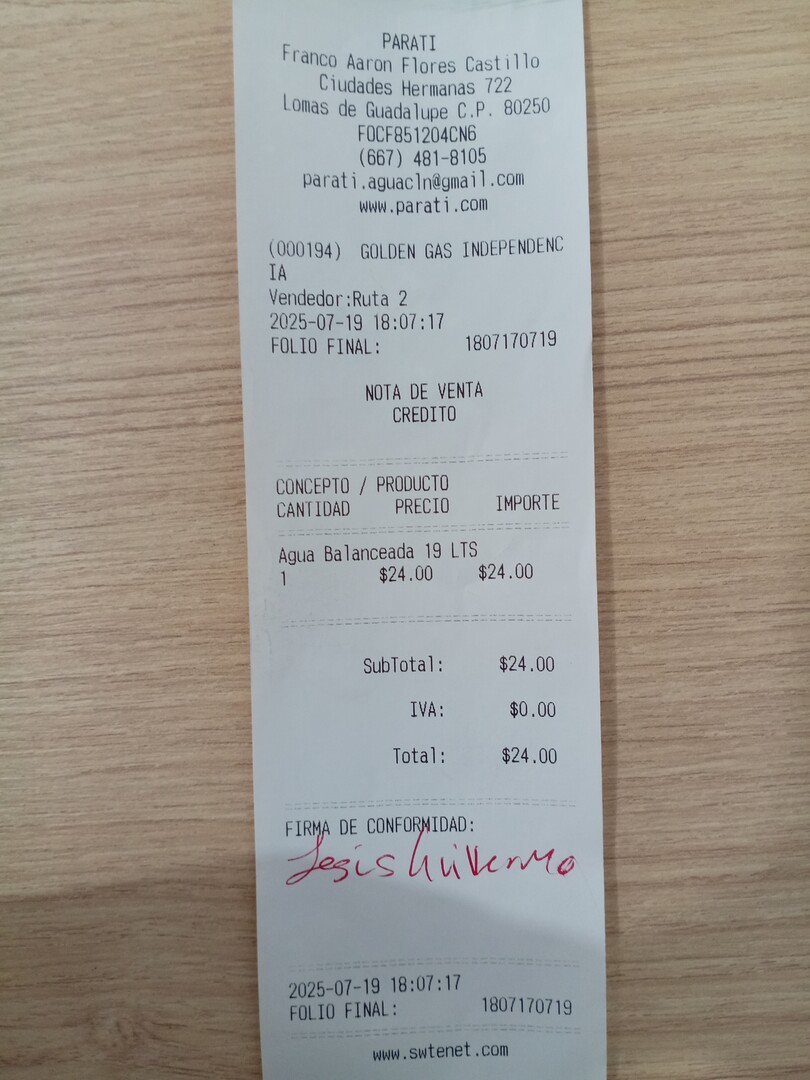 PARATI
Franco Aaron Flores Castillo
Ciudades Hermanas 722
Lomas de Guadalupe C.P. 80250
FOCF851204CN6
(667) 481-8105
parati.aguacln@gmail.com
www.parati.com
(000194) GOLDEN GAS INDEPENDENC
IA
Vendedor:Ruta 2
2025-07-19 18:07:17
FOLIO FINAL: 1807170719
NOTA DE VENTA
CREDITO
CONCEPTO / PRODUCTO
CANTIDAD PRECIO IMPORTE
Agua Balanceada 19 LTS
1 $24.00 $24.00
SubTotal: $24.00
IVA: $0.00
Total: $24.00
FIRMA DE CONFORMIDAD:
2025-07-19 18:07:17
FOLIO FINAL: 1807170719
www.swtenet.com